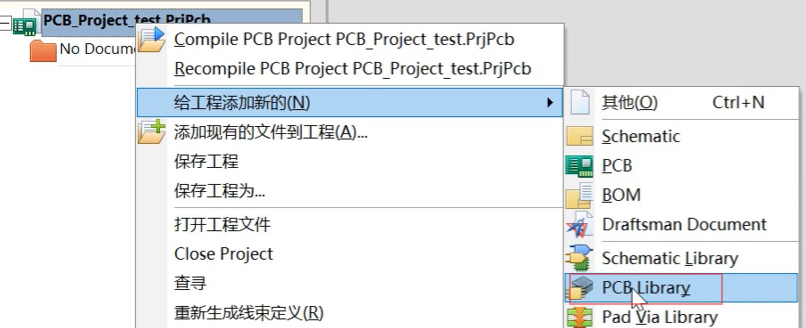 PCB_Project_test.PrjPcb
No Docume
Compile PCB Project PCB_Project_test.PrjPcb
Recompile PCB Project PCB_Project_test.PrjPcb
给工程添加新的(N)
添加现有的文件到工程(A)...
保存工程
保存工程为...
打开工程文件
Close Project
查寻
重新生成线束定义(R)
其他(O) Ctrl+N
Schematic
PCB
BOM
Draftsman Document
Schematic Library
PCB Library
Pad Via Library